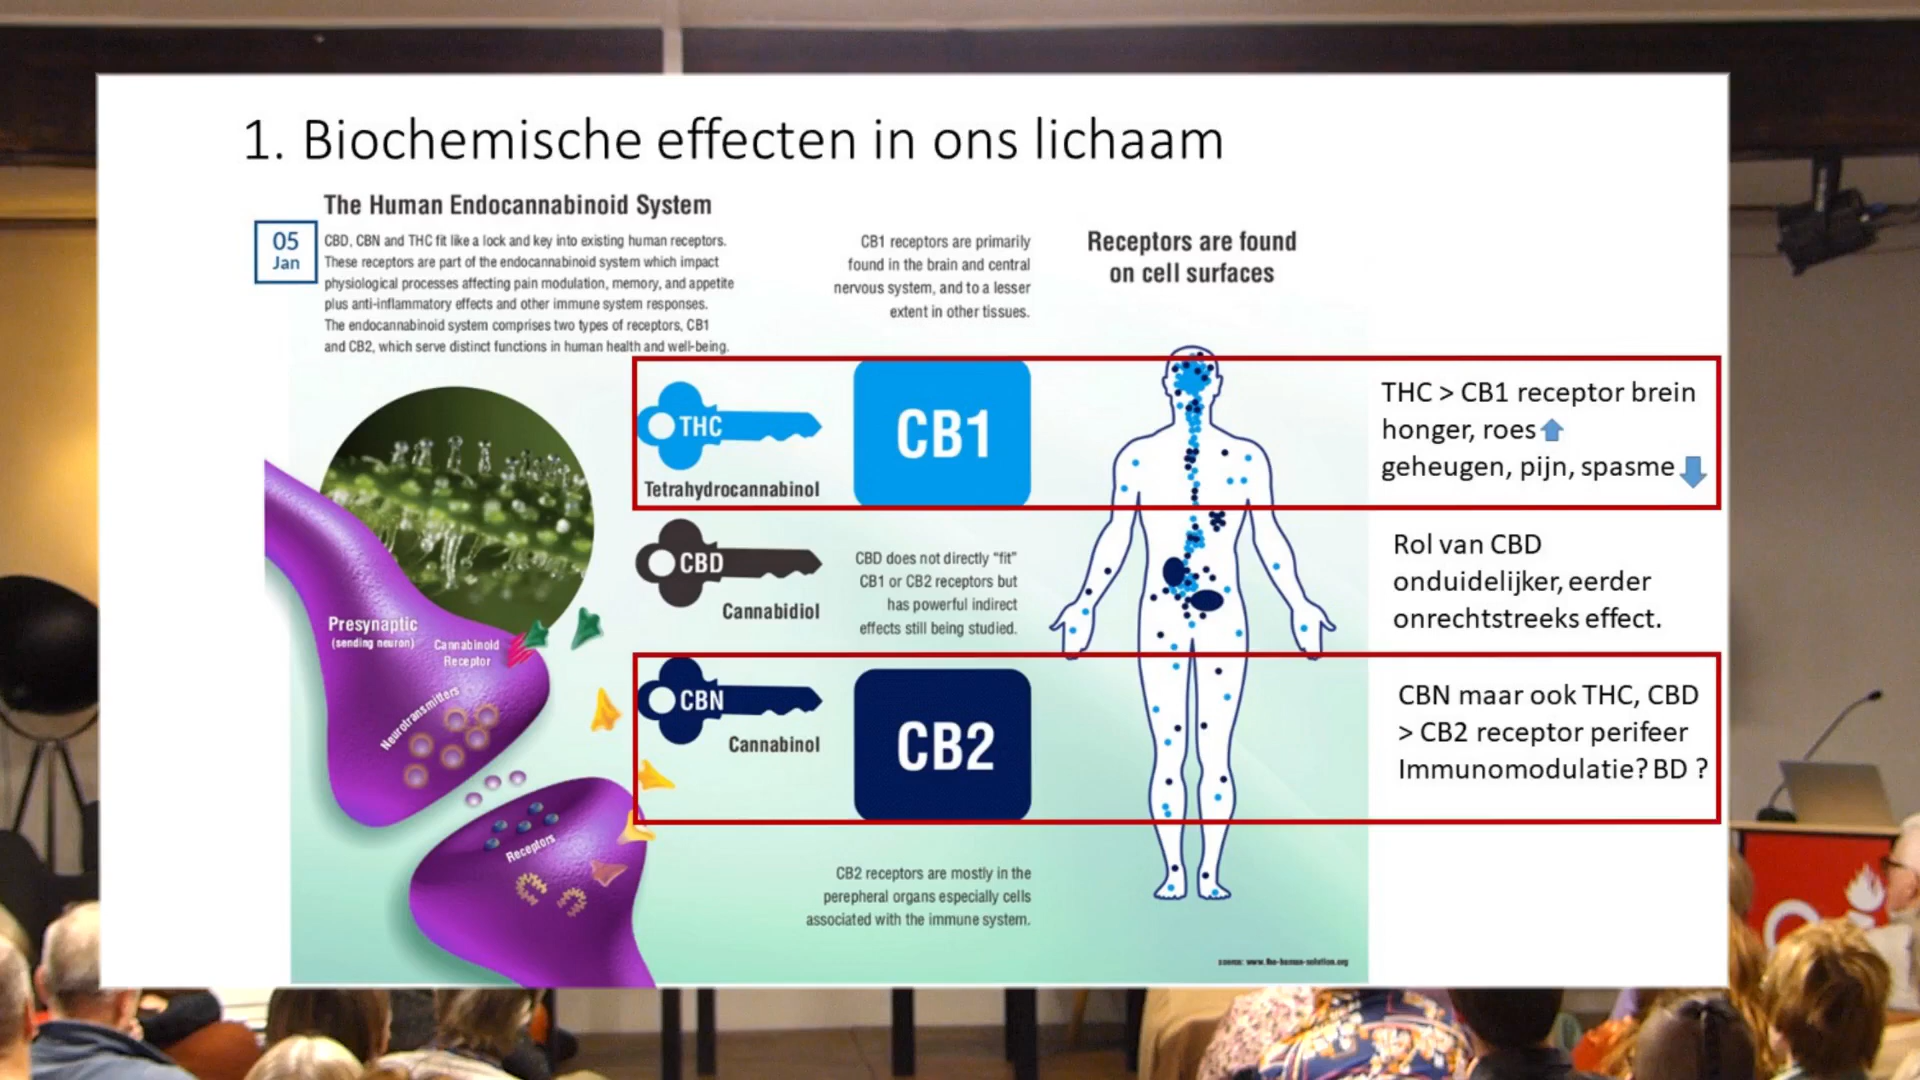 1. Biochemische effecten in ons lichaam
The Human Endocannabinoid System
05
Jan
CBD, CBN and THC fit like a lock and key into existing human receptors.
These receptors are part of the endocannabinoid system which impact
physiological processes affecting pain modulation, memory, and appetite
plus anti-inflammatory effects and other immune system responses.
The endocannabinoid system comprises two types of receptors, CB1
and CB2, which serve distinct functions in human health and well-being.
CB1 receptors are primarily
found in the brain and central
nervous system, and to a lesser
extent in other tissues.
Receptors are found
on cell surfaces
THC
Tetrahydrocannabinol
CB1
THC > CB1 receptor brein
honger, roes
geheugen, pijn, spasme
CBD
Cannabidiol
CBD does not directly "fit"
CB1 or CB2 receptors but
has powerful indirect
effects still being studied.
Rol van CBD
onduidelijker, eerder
onrechtstreeks effect.
Presynaptic
(sending neuron)
Cannabinoid
Receptor
Neurotransmitters
Receptors
CBN
Cannabinol
CB2
CBN maar ook THC, CBD
> CB2 receptor perifeer
Immunomodulatie? BD ?
CB2 receptors are mostly in the
perepheral organs especially cells
associated with the immune system.
source: www.the-human-solution.org